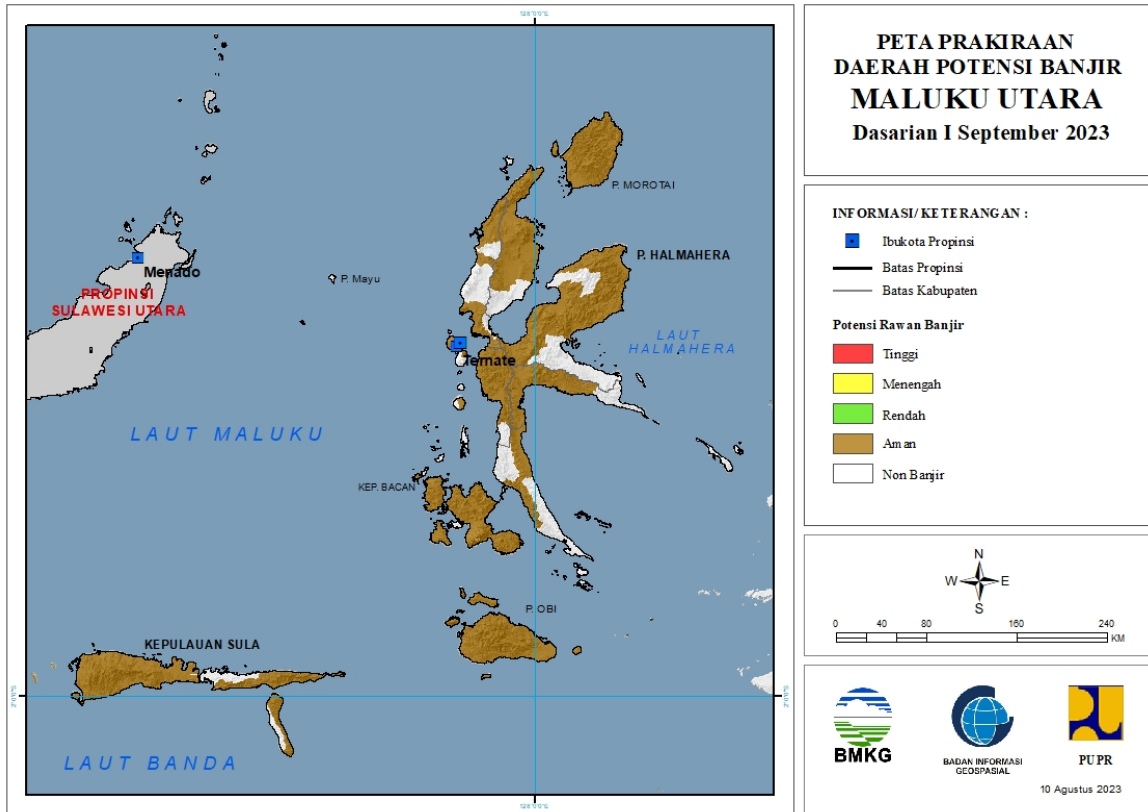 PETA PRAKIRAAN
DAERAH POTENSI BANJIR
MALUKU UTARA
Dasarian I September 2023
INFORMASI/ KETERANGAN :
Ibukota Propinsi
Batas Propinsi
Batas Kabupaten
Potensi Rawan Banjir
Tinggi
Menengah
Rendah
Aman
Non Banjir
N
W E
S
0 40 80 160 240
KM
BMKG
BADAN INFORMASI
GEOSPASIAL
PUPR
10 Agustus 2023
P. MOROTAI
P. HALMAHERA
Menado
P. Mayu
PROPINSI
SULAWESI UTARA
LAUT
HALMAHERA
Ternate
LAUT MALUKU
KEP. BACAN
P. OBI
KEPULAUAN SULA
LAUT BANDA